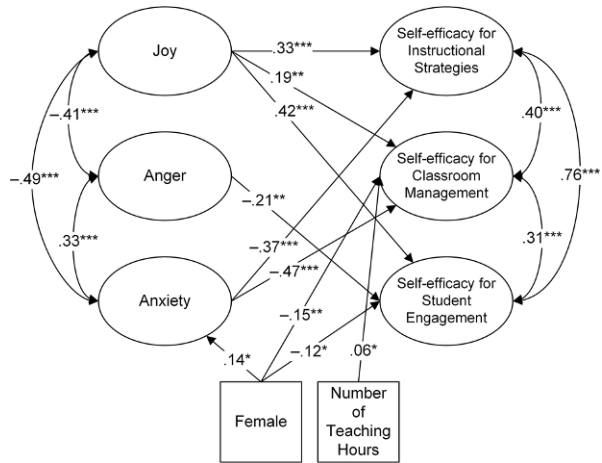 Joy
.33***
Self-efficacy for
Instructional
Strategies
.19**
.42***
–.41***
.40***
Anger
Self-efficacy for
Classroom
Management
–.49***
.76***
–.21**
.33***
–.37***
.31***
–.47***
Anxiety
Self-efficacy for
Student
Engagement
–.15**
.14*
–.12*
.06*
Female
Number
of
Teaching
Hours